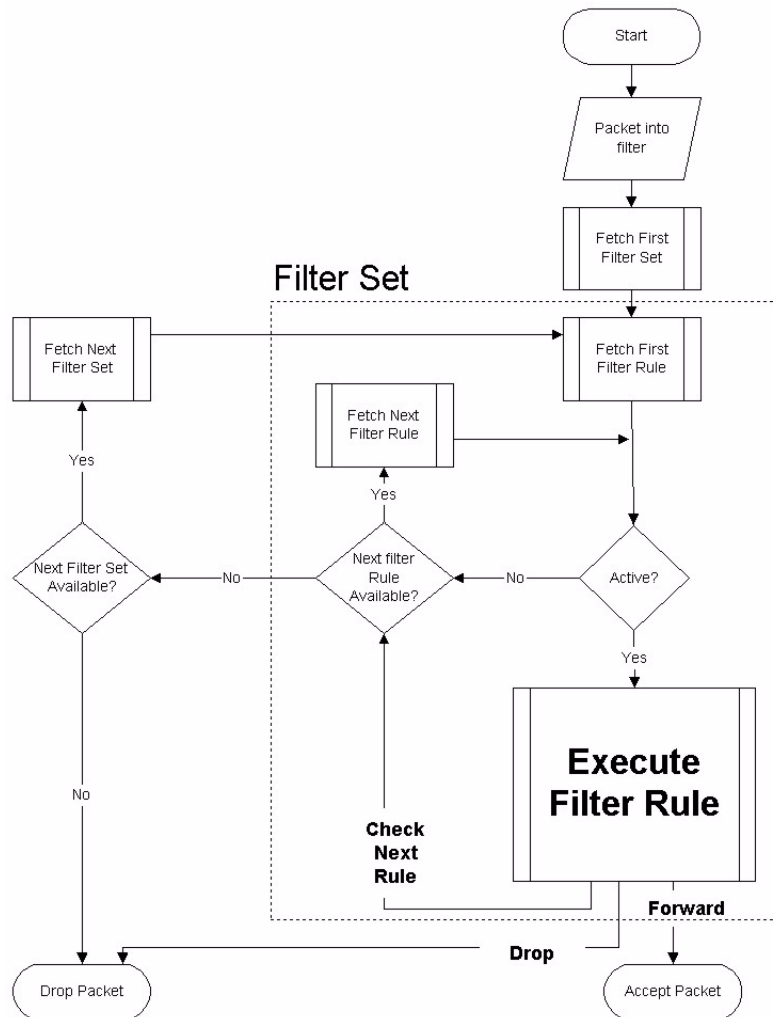 Start
Packet into
filter
Fetch First
Filter Set
Filter Set
Fetch Next
Filter Set
Fetch First
Filter Rule
Fetch Next
Filter Rule
Yes
Yes
Next Filter Set
Available?
No
Next filter
Rule
Available?
No
Active?
Yes
Execute
Filter Rule
No
Check
Next
Rule
Forward
Drop
Drop Packet
Accept Packet